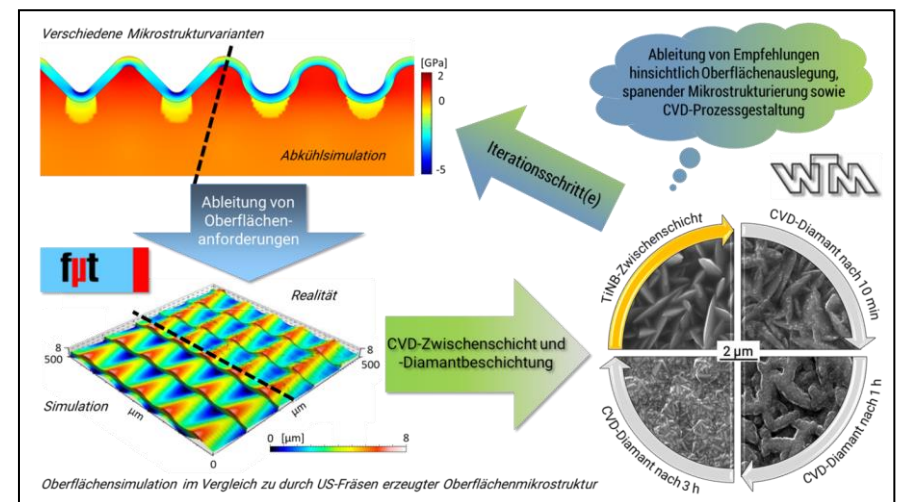 Verschiedene Mikrostrukturvarianten
[GPa]
2
0
-5
Abkühlsimulation
Ableitung von Empfehlungen
hinsichtlich Oberflächenauslegung,
spanender Mikrostrukturierung sowie
CVD-Prozessgestaltung
Iterationsschritt(e)
WTM
Ableitung von
Oberflächen-
anforderungen
fµt
Realität
8
500
8
500
Simulation
µm
µm
0
0 [µm] 8
CVD-Zwischenschicht und
-Diamantbeschichtung
TiNB-Zwischenschicht
CVD-Diamant nach 10 min
2 µm
CVD-Diamant nach 3 h
CVD-Diamant nach 1 h
Oberflächensimulation im Vergleich zu durch US-Fräsen erzeugter Oberflächenmikrostruktur